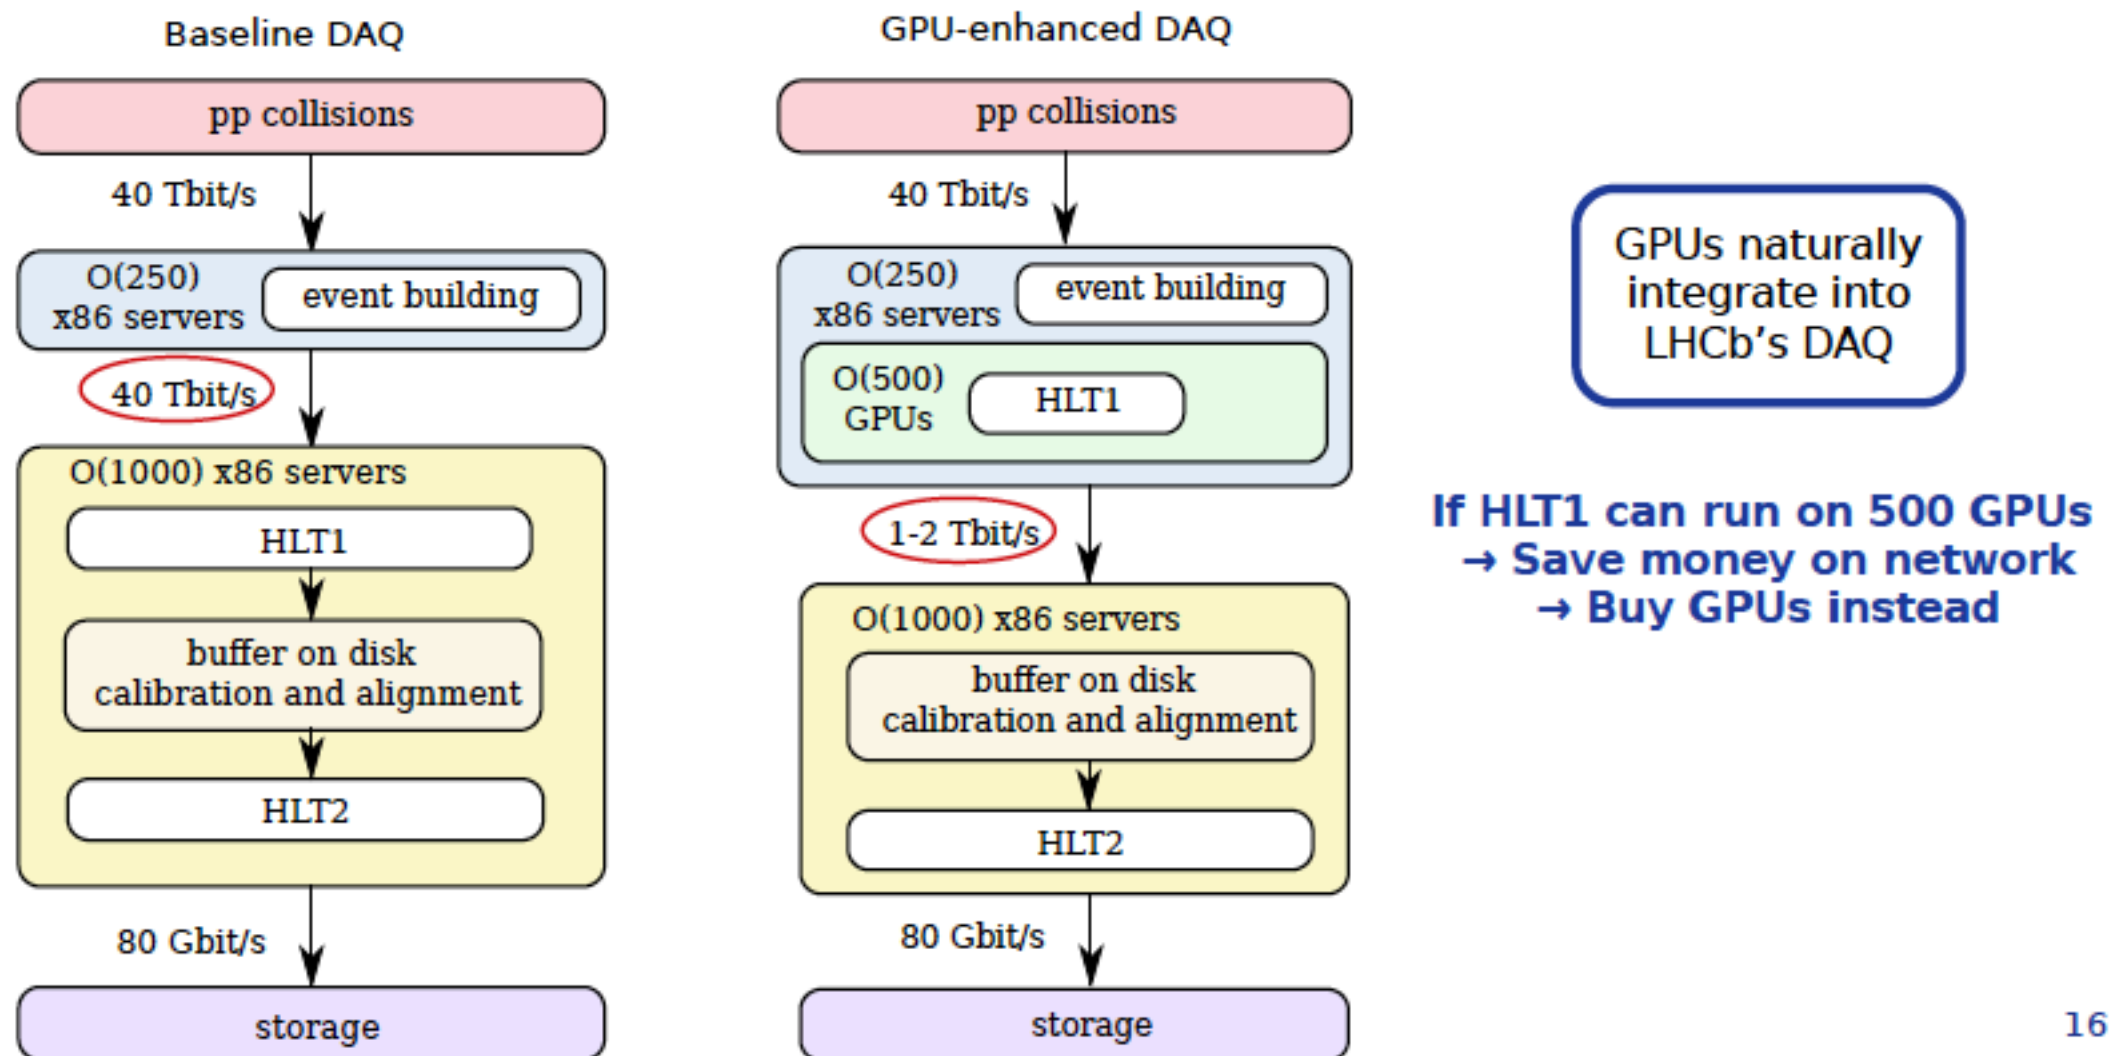 Baseline DAQ
pp collisions
40 Tbit/s
O(250)
x86 servers
event building
40 Tbit/s
O(1000) x86 servers
HLT1
buffer on disk
calibration and alignment
HLT2
80 Gbit/s
storage
GPU-enhanced DAQ
pp collisions
40 Tbit/s
O(250)
x86 servers
event building
O(500)
GPUs
HLT1
1-2 Tbit/s
O(1000) x86 servers
buffer on disk
calibration and alignment
HLT2
80 Gbit/s
storage
GPUs naturally
integrate into
LHCb’s DAQ
If HLT1 can run on 500 GPUs
→ Save money on network
→ Buy GPUs instead
16